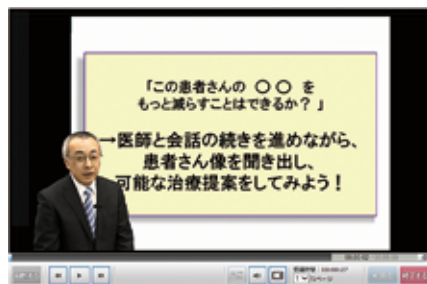 「この患者さんの 〇〇 を
もっと減らすことはできるか？」
→医師と会話の続きを進めながら、
患者さん像を聞き出し、
可能な治療提案をしてみよう！